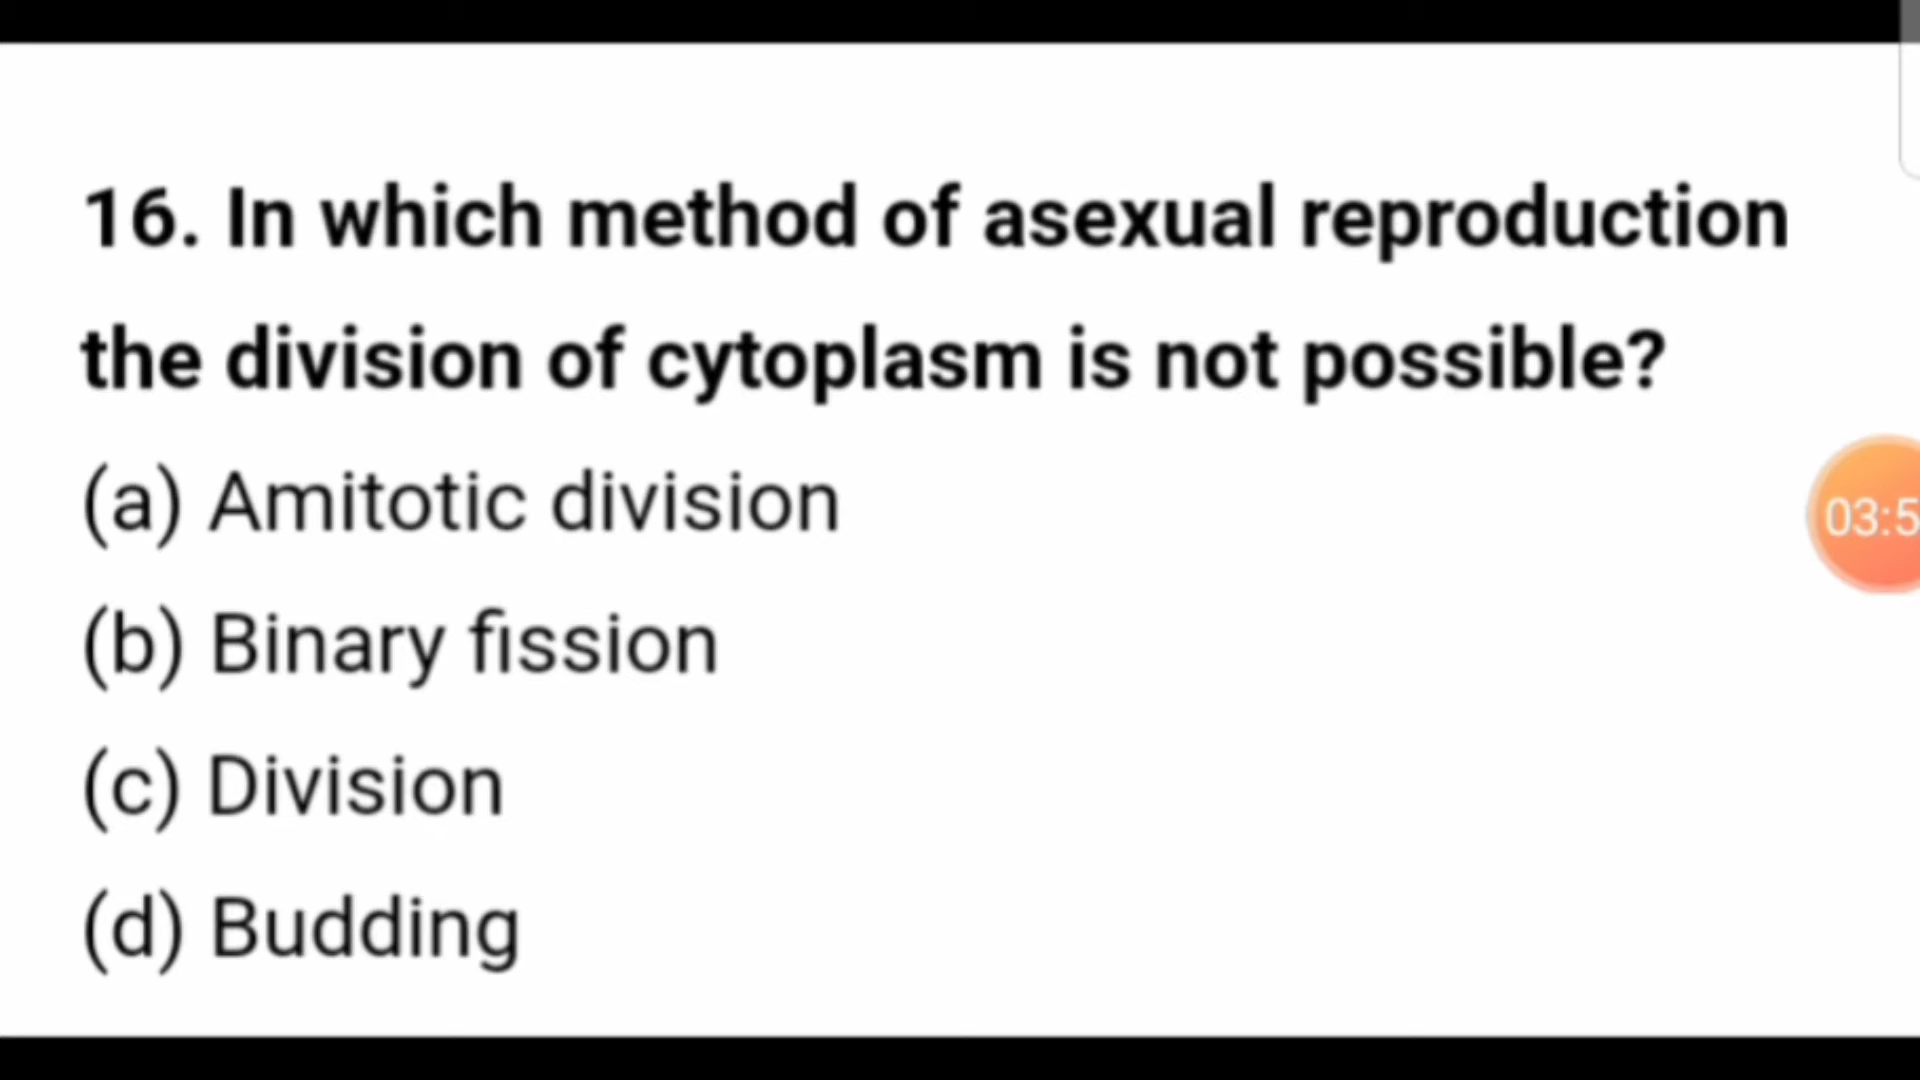 16. In which method of asexual reproduction
the division of cytoplasm is not possible?
(a) Amitotic division
(b) Binary fission
(c) Division
(d) Budding
03:5